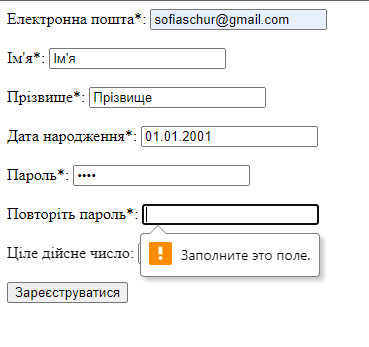 Електронна пошта*: sofiaschur@gmail.com
Ім'я*: Ім'я
Прізвище*: Прізвище
Дата народження*: 01.01.2001
Пароль*: ••••
Повторіть пароль*:
Ціле дійсне число:
Заполните это поле.
Зареєструватися